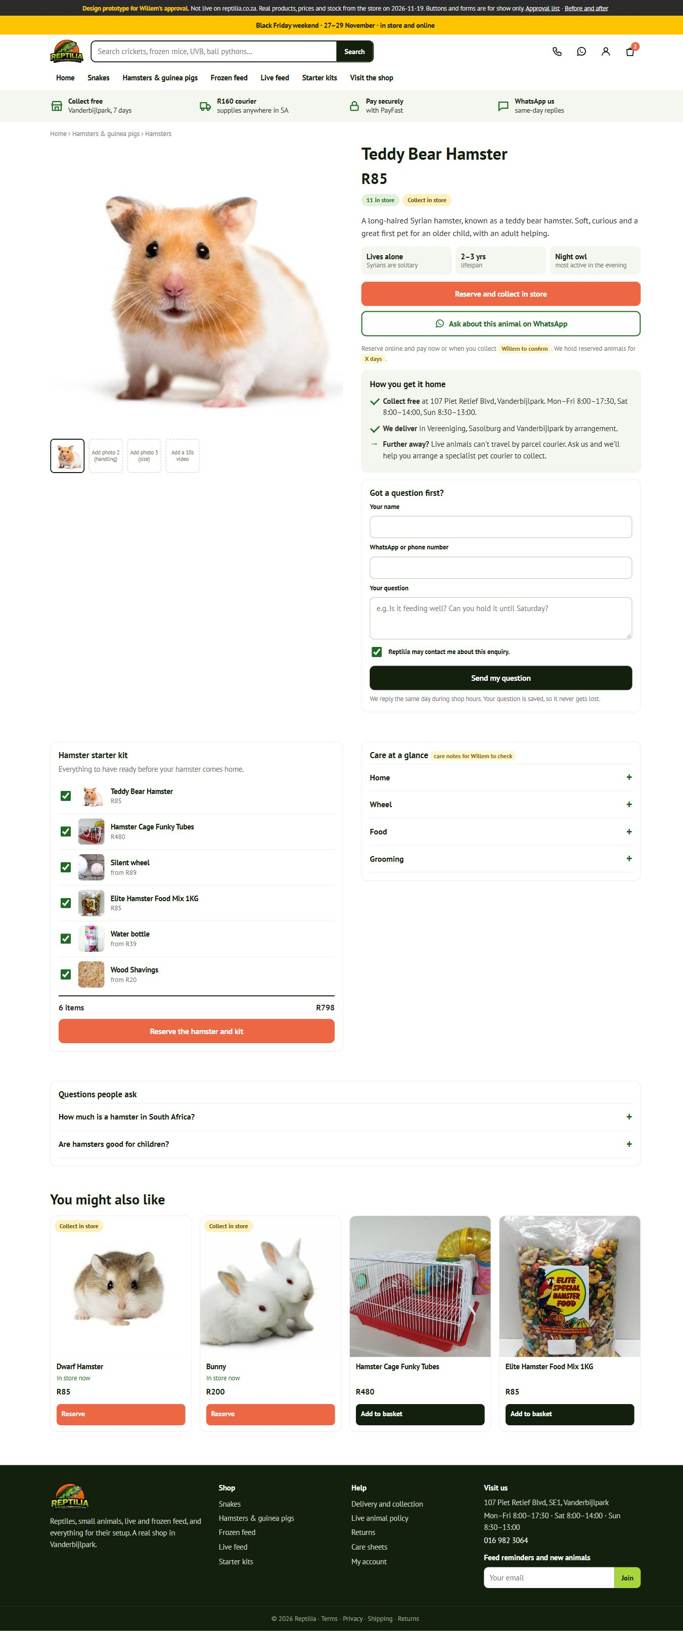 Design prototype for Willem's approval. Not live on reptilia.co.za. Real products, prices and stock from the store on 2026-11-19. Buttons and forms are for show only. Approval list · Before and after
Black Friday weekend · 27–29 November · in store and online
REPTILIA
Search crickets, frozen mice, UVB, ball pythons...
Search
Home
Snakes
Hamsters & guinea pigs
Frozen feed
Live feed
Starter kits
Visit the shop
Collect free
Vanderbijlpark, 7 days
R160 courier
supplies anywhere in SA
Pay securely
with PayFast
WhatsApp us
same-day replies
Home › Hamsters & guinea pigs › Hamsters
Teddy Bear Hamster
R85
11 in store
Collect in store
A long-haired Syrian hamster, known as a teddy bear hamster. Soft, curious and a
great first pet for an older child, with an adult helping.
Lives alone
Syrians are solitary
2–3 yrs
lifespan
Night owl
most active in the evening
Reserve and collect in store
Ask about this animal on WhatsApp
Reserve online and pay now or when you collect Willem to confirm . We hold reserved animals for
X days .
How you get it home
Collect free at 107 Piet Retief Blvd, Vanderbijlpark. Mon–Fri 8:00–17:30, Sat
8:00–14:00, Sun 8:30–13:00.
We deliver in Vereeniging, Sasolburg and Vanderbijlpark by arrangement.
→ Further away? Live animals can't travel by parcel courier. Ask us and we'll
help you arrange a specialist pet courier to collect.
Add photo 2
(handling)
Add photo 3
(size)
Add a 10s
video
Got a question first?
Your name
WhatsApp or phone number
Your question
e.g. Is it feeding well? Can you hold it until Saturday?
Reptilia may contact me about this enquiry.
Send my question
We reply the same day during shop hours. Your question is saved, so it never gets lost.
Hamster starter kit
Everything to have ready before your hamster comes home.
Teddy Bear Hamster
R85
Hamster Cage Funky Tubes
R480
Silent wheel
from R89
Elite Hamster Food Mix 1KG
R85
Water bottle
from R39
Wood Shavings
from R20
6 items
R798
Reserve the hamster and kit
Care at a glance care notes for Willem to check
Home +
Wheel +
Food +
Grooming +
Questions people ask
How much is a hamster in South Africa? +
Are hamsters good for children? +
You might also like
Collect in store
Dwarf Hamster
In store now
R85
Reserve
Collect in store
Bunny
In store now
R200
Reserve
Hamster Cage Funky Tubes
R480
Add to basket
ELITE
SPECIAL
HAMSTER
FOOD
Elite Hamster Food Mix 1KG
R85
Add to basket
REPTILIA
Reptiles, small animals, live and frozen feed, and
everything for their setup. A real shop in
Vanderbijlpark.
Shop
Snakes
Hamsters & guinea pigs
Frozen feed
Live feed
Starter kits
Help
Delivery and collection
Live animal policy
Returns
Care sheets
My account
Visit us
107 Piet Retief Blvd, SE1, Vanderbijlpark
Mon–Fri 8:00–17:30 · Sat 8:00–14:00 · Sun
8:30–13:00
016 982 3064
Feed reminders and new animals
Your email
Join
© 2026 Reptilia · Terms · Privacy · Shipping · Returns